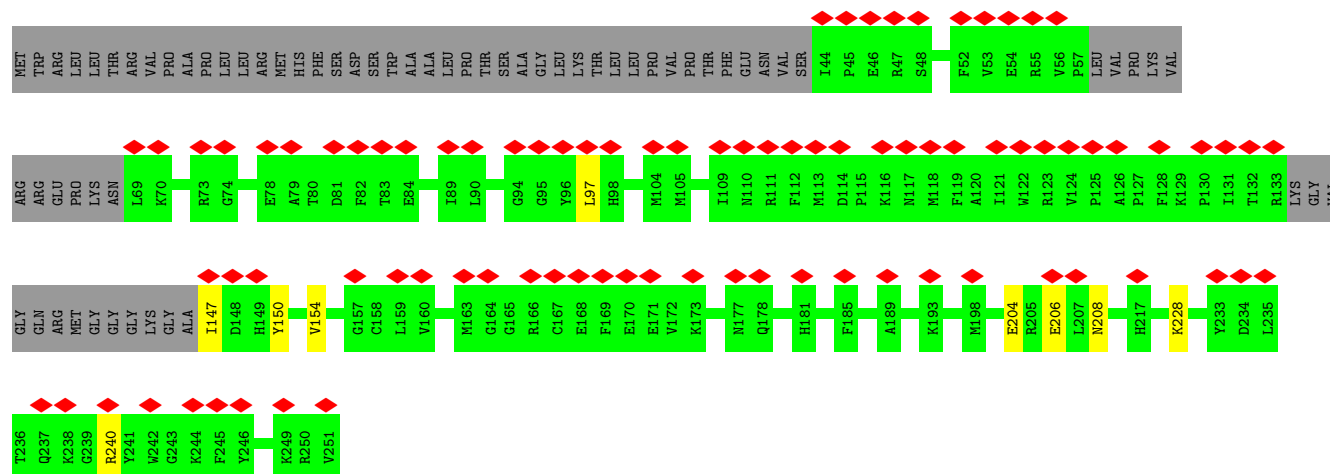 MET TRP ARG LEU LEU THR ARG VAL PRO ALA PRO LEU LEU ARG MET HIS PHE SER ASP SER TRP ALA ALA LEU PRO THR SER ALA GLY LEU LYS THR LEU LEU PRO VAL PRO THR PHE GLU ASN VAL SER I44 P45 E46 R47 S48 F52 V53 E54 R55 V56 P57 LEU VAL PRO LYS VAL
ARG ARG GLU PRO LYS ASN L69 K70 R73 G74 E78 A79 T80 D81 F82 T83 E84 I89 L90 G94 G95 Y96 L97 H98 M104 M105 I109 N110 R111 F112 M113 D114 P115 K116 N117 M118 F119 A120 I121 W122 R123 V124 P125 A126 P127 F128 K129 P130 I131 T132 R133 LYS GLY
GLY GLN ARG MET GLY GLY GLY LYS GLY ALA I147 D148 H149 Y150 V154 G157 C158 L159 V160 M163 G164 G165 R166 C167 E168 F169 E170 E171 V172 K173 N177 Q178 H181 F185 A189 K193 M198 E204 R205 E206 L207 N208 H217 K228 Y233 D234 L235
T236 Q237 K238 G239 R240 Y241 W242 G243 K244 F245 Y246 K249 R250 V251